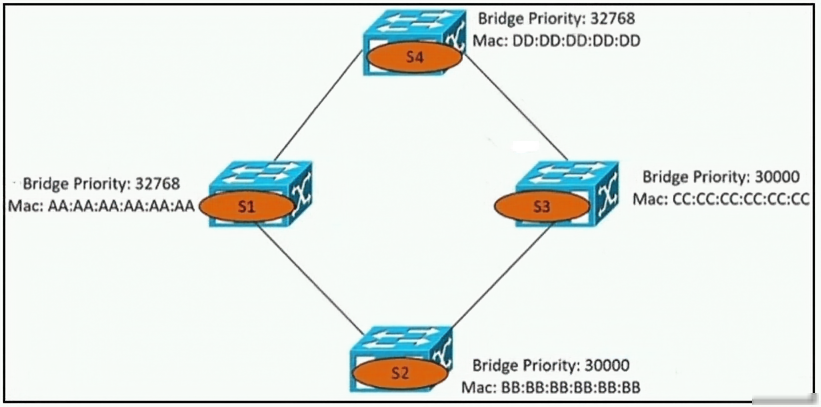 Bridge Priority: 32768
Mac: DD:DD:DD:DD:DD
S4
Bridge Priority: 32768
Mac: AA:AA:AA:AA:AA:AA
S1
S3
Bridge Priority: 30000
Mac: CC:CC:CC:CC:CC:CC
S2
Bridge Priority: 30000
Mac: BB:BB:BB:BB:BB:BB